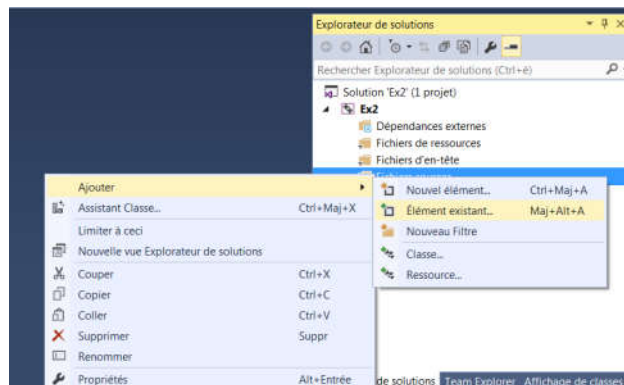 Explorateur de solutions
Rechercher Explorateur de solutions (Ctrl+è)
Solution 'Ex2' (1 projet)
Ex2
Dépendances externes
Fichiers de ressources
Fichiers d'en-tête
Ajouter
Assistant Classe... Ctrl+Maj+X
Limiter à ceci
Nouvelle vue Explorateur de solutions
Couper Ctrl+X
Copier Ctrl+C
Coller Ctrl+V
Supprimer Suppr
Renommer
Propriétés Alt+Entrée
Nouvel élément... Ctrl+Maj+A
Élément existant... Maj+Alt+A
Nouveau Filtre
Classe...
Ressource...
de solutions Team Explorer Affichage de classes